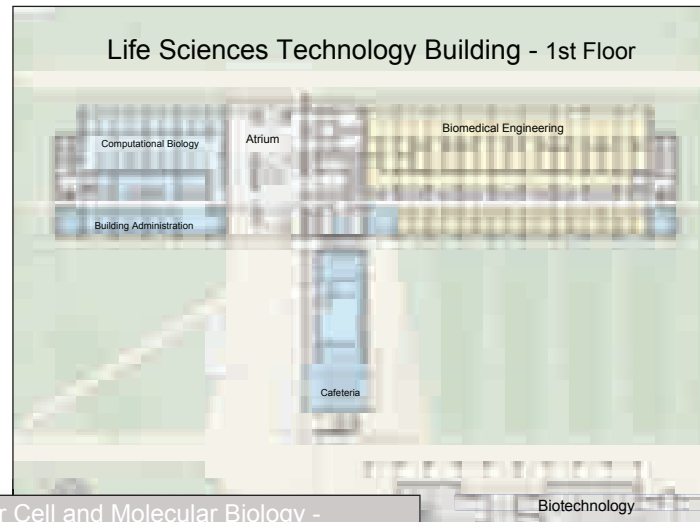 Life Sciences Technology Building - 1st Floor
Computational Biology
Atrium
Biomedical Engineering
Building Administration
Cafeteria
Cell and Molecular Biology -
Biotechnology